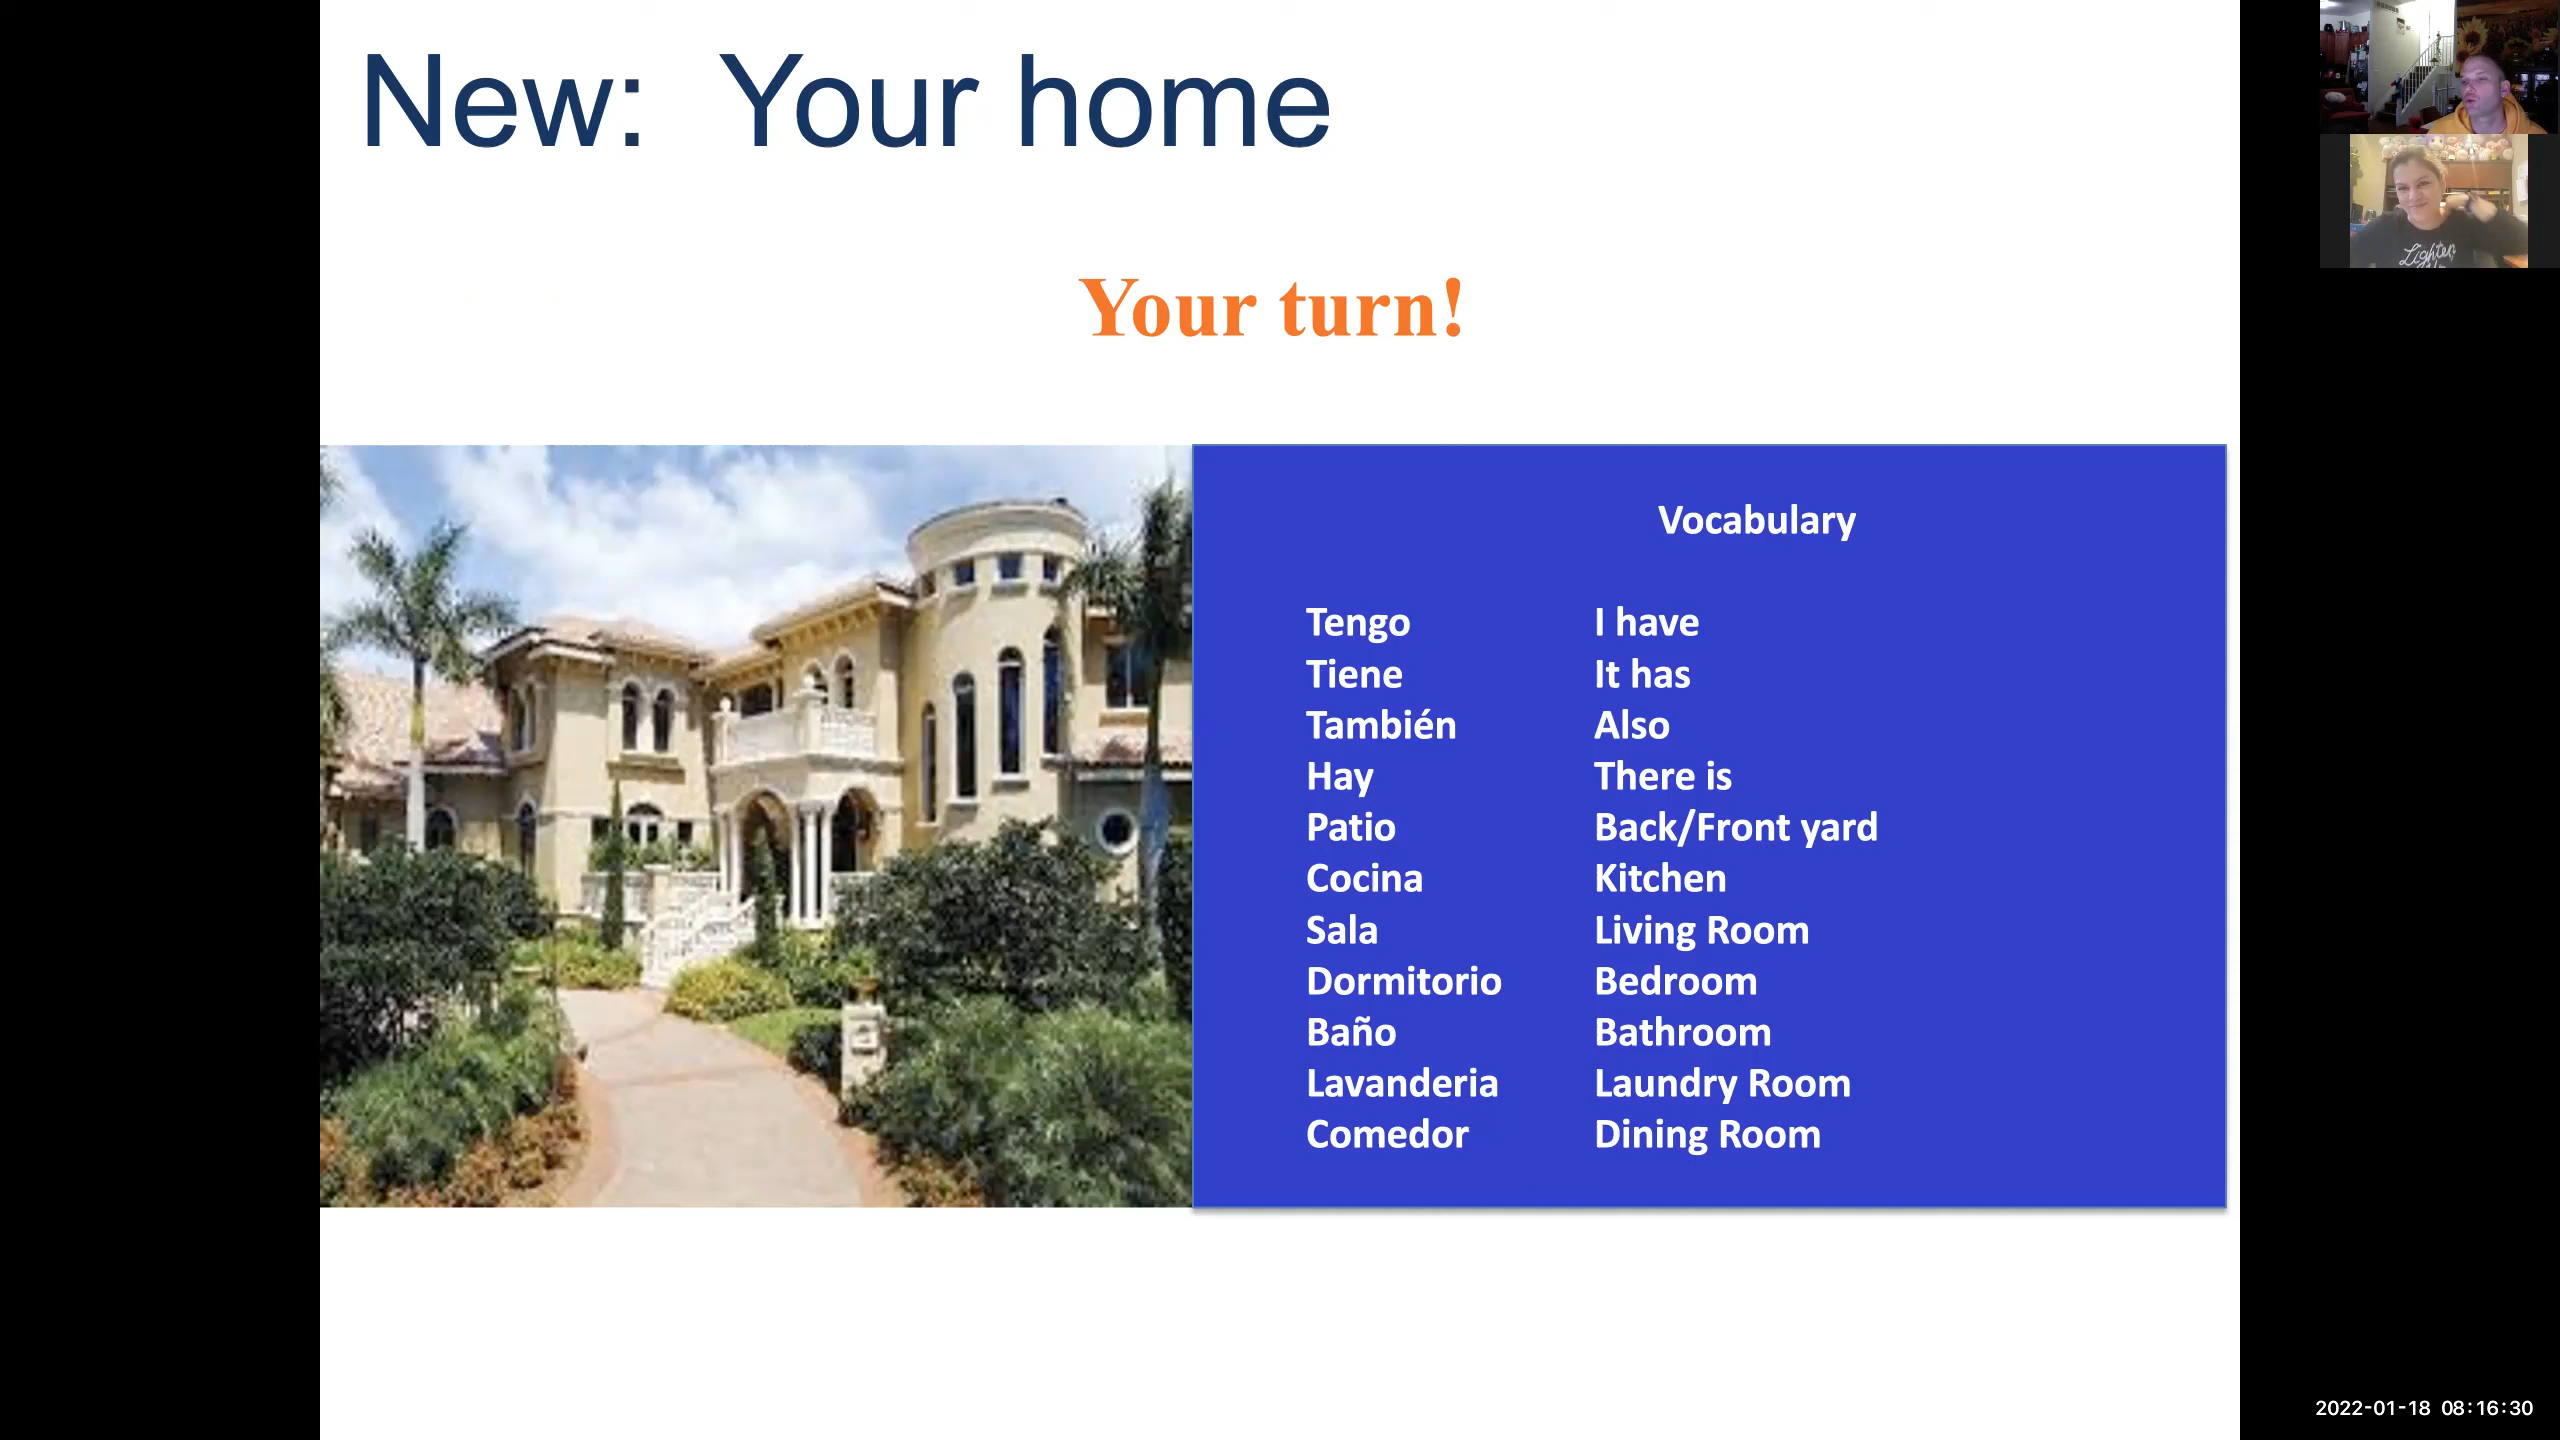 New: Your home
Your turn!
Vocabulary
Tengo I have
Tiene It has
También Also
Hay There is
Patio Back/Front yard
Cocina Kitchen
Sala Living Room
Dormitorio Bedroom
Baño Bathroom
Lavanderia Laundry Room
Comedor Dining Room
Lighten
2022-01-18 08:16:30